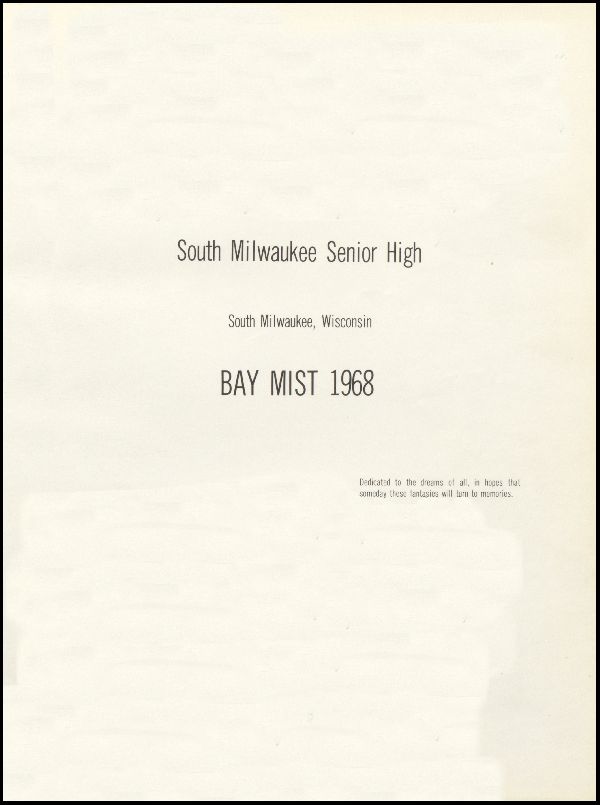 South Milwaukee Senior High
South Milwaukee, Wisconsin
BAY MIST 1968
Dedicated to the dreams of all, in hopes that
someday these fantasies will turn to memories.